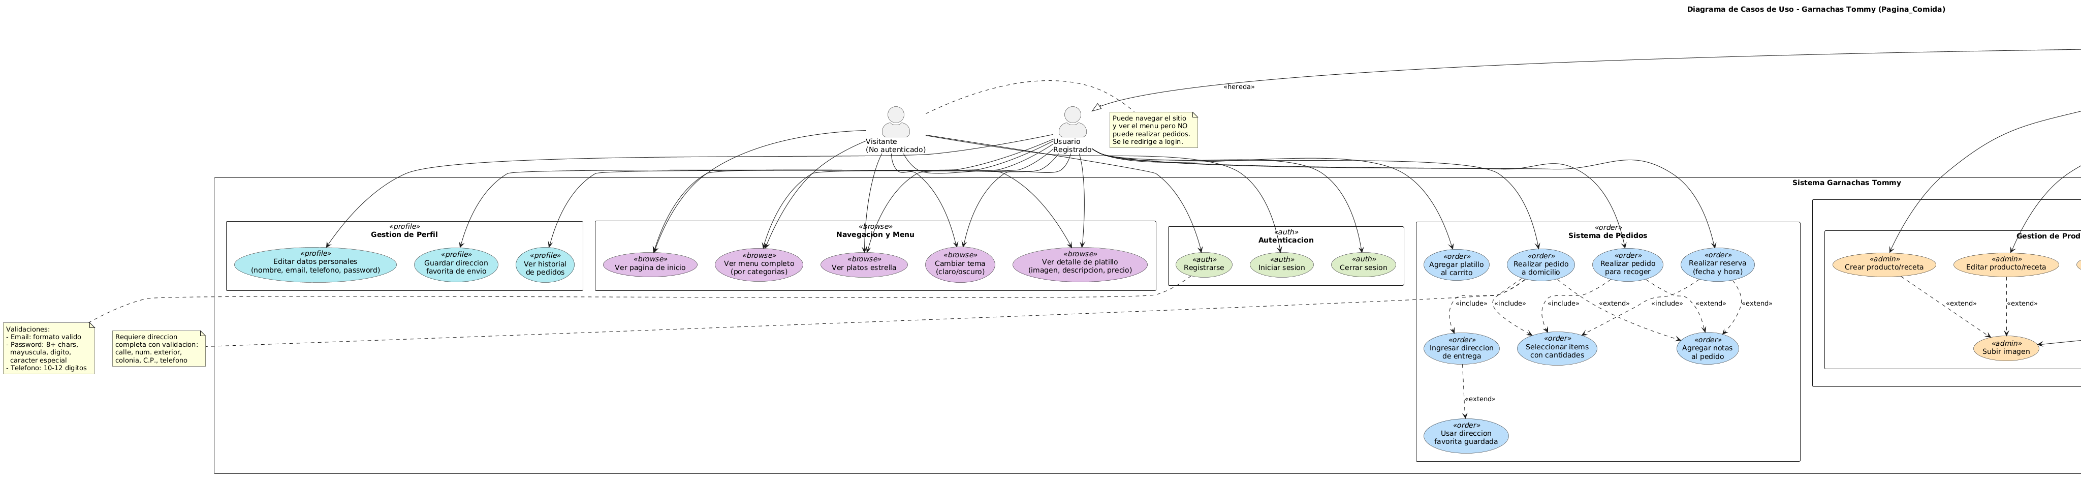 Diagrama de Casos de Uso - Garnachas Tommy (Pagina_Comida)
«hereda»
Visitante
(No autenticado)
Usuario
Registrado
Puede navegar el sitio
y ver el menu pero NO
puede realizar pedidos.
Se le redirige a login.
Sistema Garnachas Tommy
«profile»
Gestion de Perfil
«profile»
Editar datos personales
(nombre, email, telefono, password)
«profile»
Guardar direccion
favorita de envio
«profile»
Ver historial
de pedidos
«browse»
Navegacion y Menu
«browse»
Ver pagina de inicio
«browse»
Ver menu completo
(por categorias)
«browse»
Ver platos estrella
«browse»
Cambiar tema
(claro/oscuro)
«browse»
Ver detalle de platillo
(imagen, descripcion, precio)
«auth»
Autenticacion
«auth»
Registrarse
«auth»
Iniciar sesion
«auth»
Cerrar sesion
«order»
Sistema de Pedidos
«order»
Agregar platillo
al carrito
«order»
Realizar pedido
a domicilio
«order»
Realizar pedido
para recoger
«order»
Realizar reserva
(fecha y hora)
«include»
«include»
«extend»
«include»
«extend»
«extend»
«order»
Ingresar direccion
de entrega
«order»
Seleccionar items
con cantidades
«order»
Agregar notas
al pedido
«extend»
«order»
Usar direccion
favorita guardada
Gestion de Prod
«admin»
Crear producto/receta
«admin»
Editar producto/receta
«extend»
«extend»
«admin»
Subir imagen
Validaciones:
- Email: formato valido
- Password: 8+ chars,
mayuscula, digito,
caracter especial
- Telefono: 10-12 digitos
Requiere direccion
completa con validacion:
calle, num. exterior,
colonia, C.P., telefono